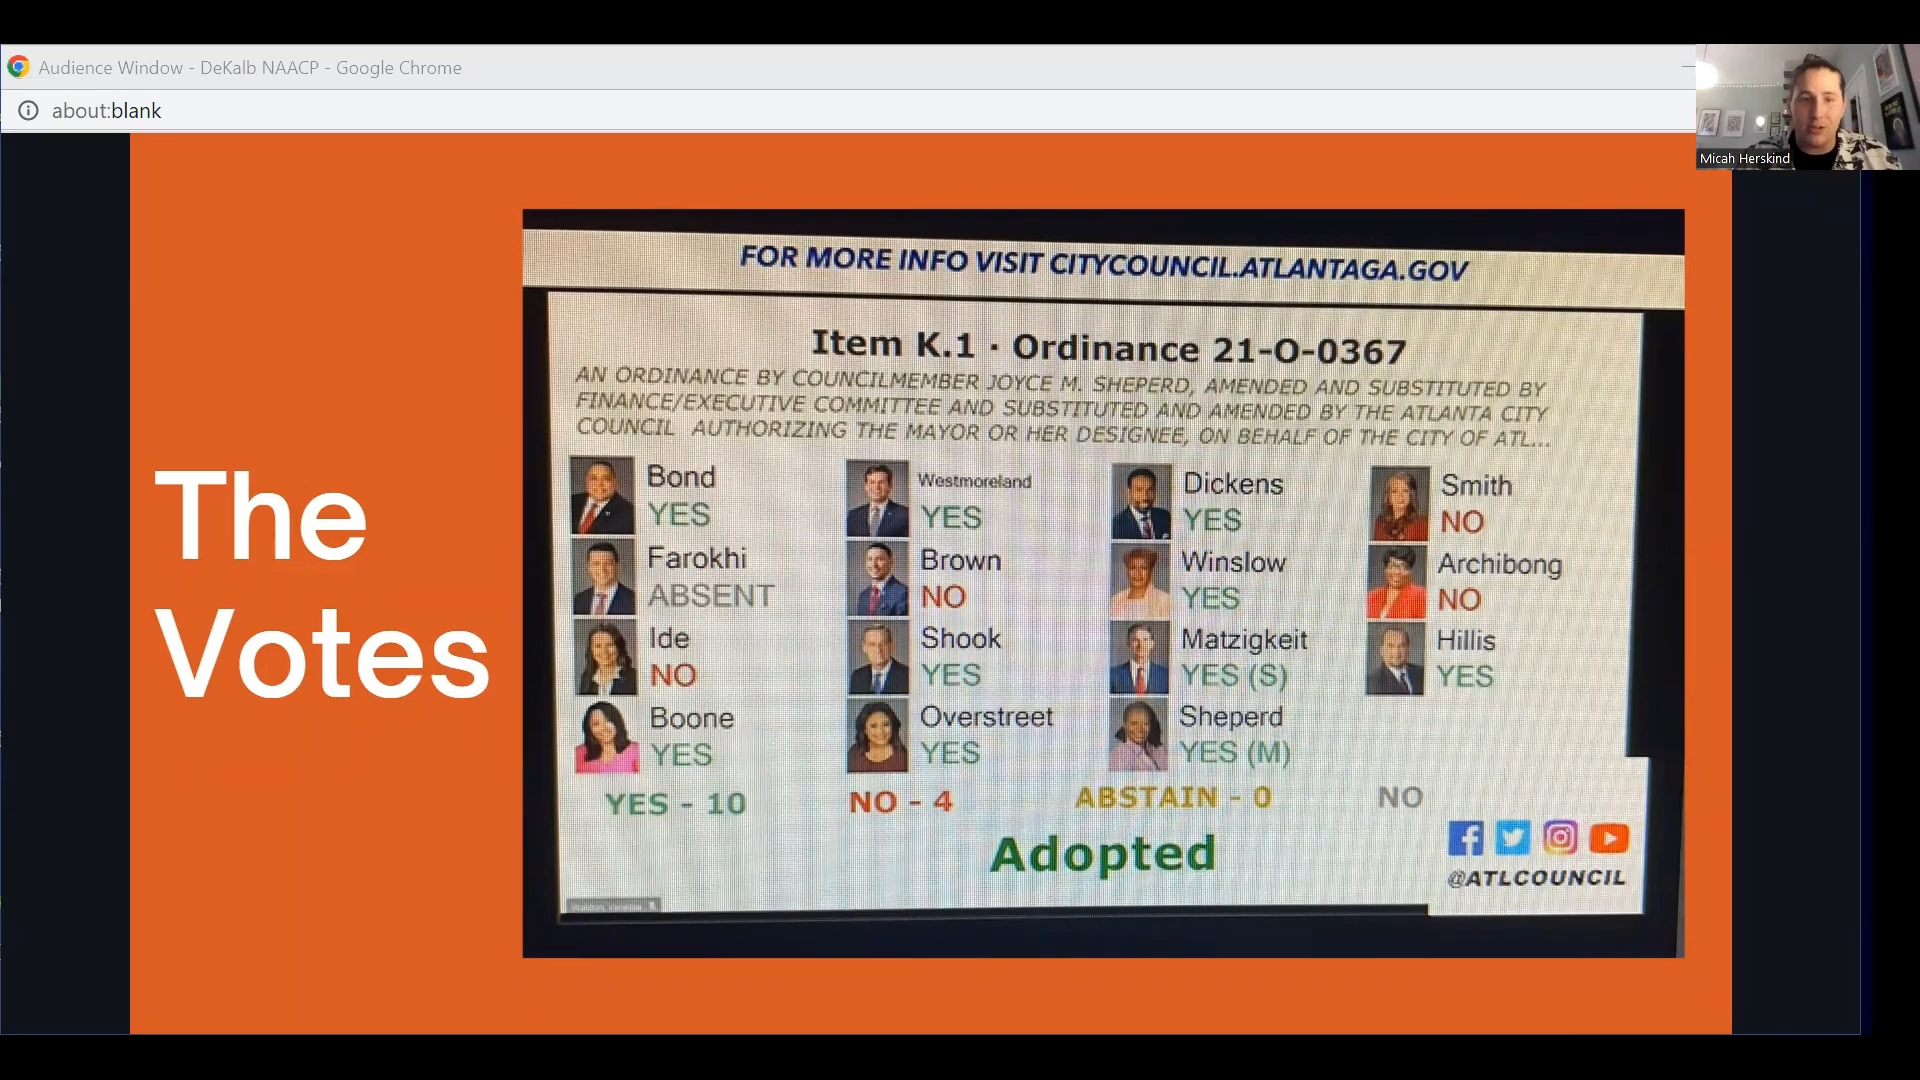 Audience Window - DeKalb NAACP - Google Chrome
about:blank
Micah Herskind
The
Votes
FOR MORE INFO VISIT CITYCOUNCIL.ATLANTAGA.GOV
Item K.1 · Ordinance 21-O-0367
AN ORDINANCE BY COUNCILMEMBER JOYCE M. SHEPERD, AMENDED AND SUBSTITUTED BY
FINANCE/EXECUTIVE COMMITTEE AND SUBSTITUTED AND AMENDED BY THE ATLANTA CITY
COUNCIL AUTHORIZING THE MAYOR OR HER DESIGNEE, ON BEHALF OF THE CITY OF ATL...
Bond
YES
Westmoreland
YES
Dickens
YES
Smith
NO
Farokhi
ABSENT
Brown
NO
Winslow
YES
Archibong
NO
Ide
NO
Shook
YES
Matzigkeit
YES (S)
Hillis
YES
Boone
YES
Overstreet
YES
Sheperd
YES (M)
YES - 10
NO - 4
ABSTAIN - 0
NO
Adopted
@ATLCOUNCIL